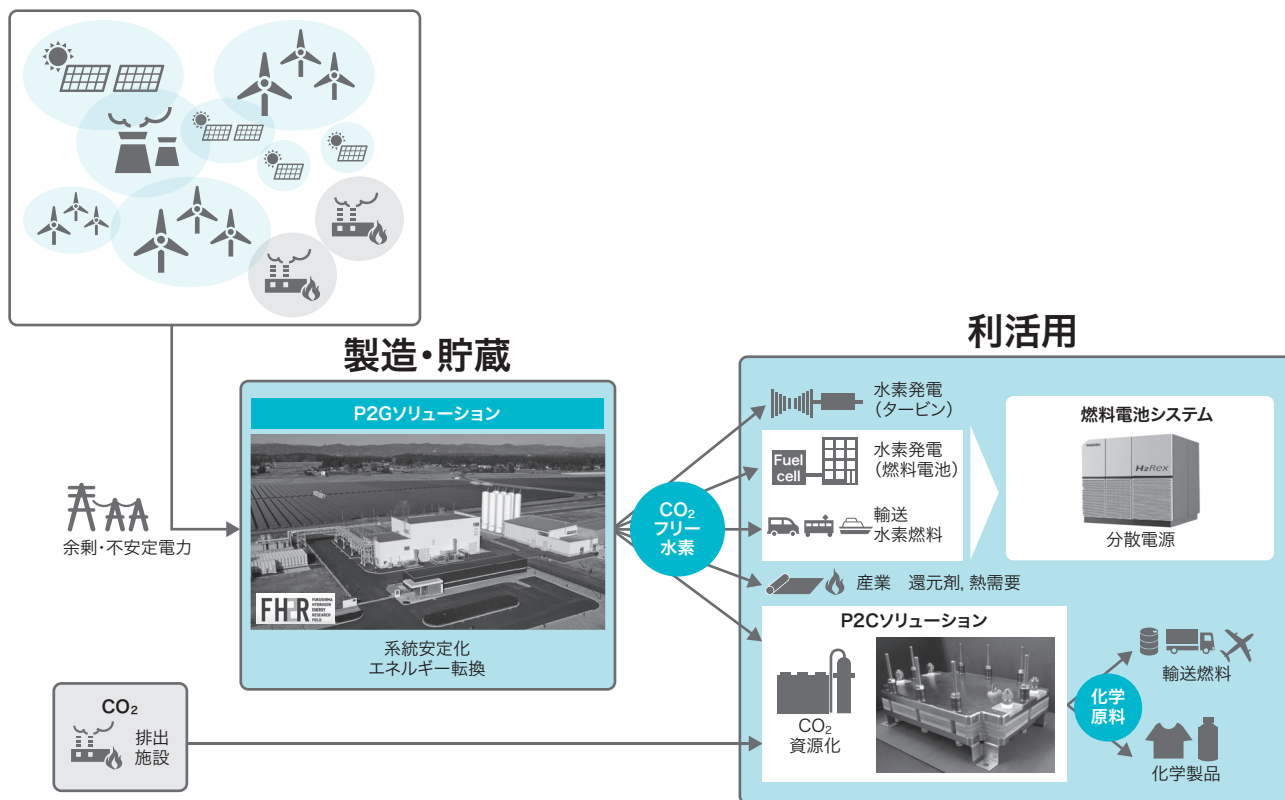 製造・貯蔵
利活用
P2Gソリューション
余剰・不安定電力
FH2R
FUKUSHIMA
HYDROGEN
ENERGY
RESEARCH
FIELD
系統安定化
エネルギー転換
CO₂
フリー
水素
水素発電
（タービン）
Fuel
cell
水素発電
（燃料電池）
輸送
水素燃料
産業　還元剤, 熱需要
燃料電池システム
H2Rex
分散電源
P2Cソリューション
CO₂
資源化
化学
原料
輸送燃料
化学製品
CO₂
排出
施設